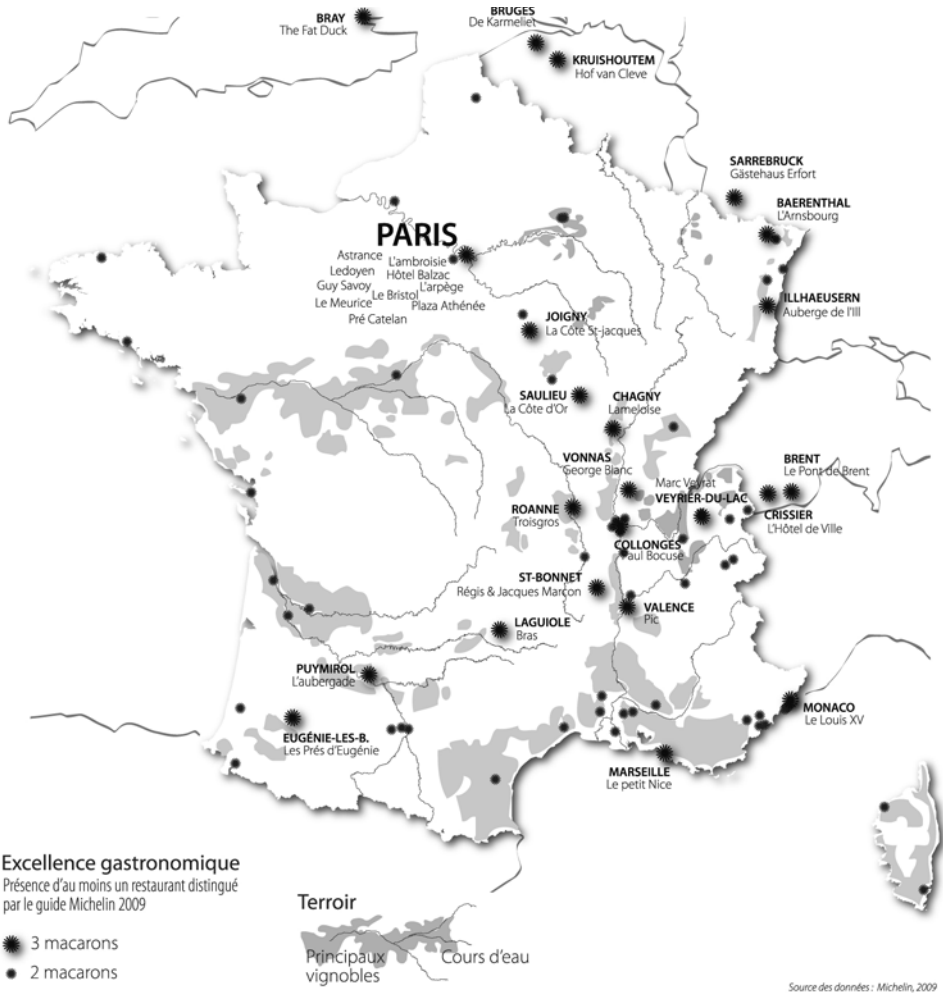 BRAY
The Fat Duck
BRUGES
De Karmeliet
KRUISHOUTEM
Hof van Cleve
SARREBRUCK
Gästehaus Erfort
BAERENTHAL
L'Arnsbourg
PARIS
Astrance
L'ambroisie
Ledoyen
Hôtel Balzac
Guy Savoy
L'arpège
Le Meurice
Le Bristol
Plaza Athénée
Pré Catelan
ILLHAEUSERN
Auberge de l'Ill
JOIGNY
La Côte St-jacques
SAULIEU
La Côte d'Or
CHAGNY
Lameloise
VONNAS
George Blanc
Marc Veyrat
VEYRIER-DU-LAC
BRENT
Le Pont de Brent
CRISSIER
L'Hôtel de Ville
ROANNE
Troisgros
COLLONGES
Paul Bocuse
ST-BONNET
Régis & Jacques Marcon
VALENCE
Pic
LAGUIOLE
Bras
PUYMIROL
L'aubergade
EUGÉNIE-LES-B.
Les Prés d'Eugénie
MONACO
Le Louis XV
MARSEILLE
Le petit Nice
Excellence gastronomique
Présence d'au moins un restaurant distingué
par le guide Michelin 2009
3 macarons
2 macarons
Terroir
Principaux
vignobles
Cours d'eau
Source des données : Michelin, 2009